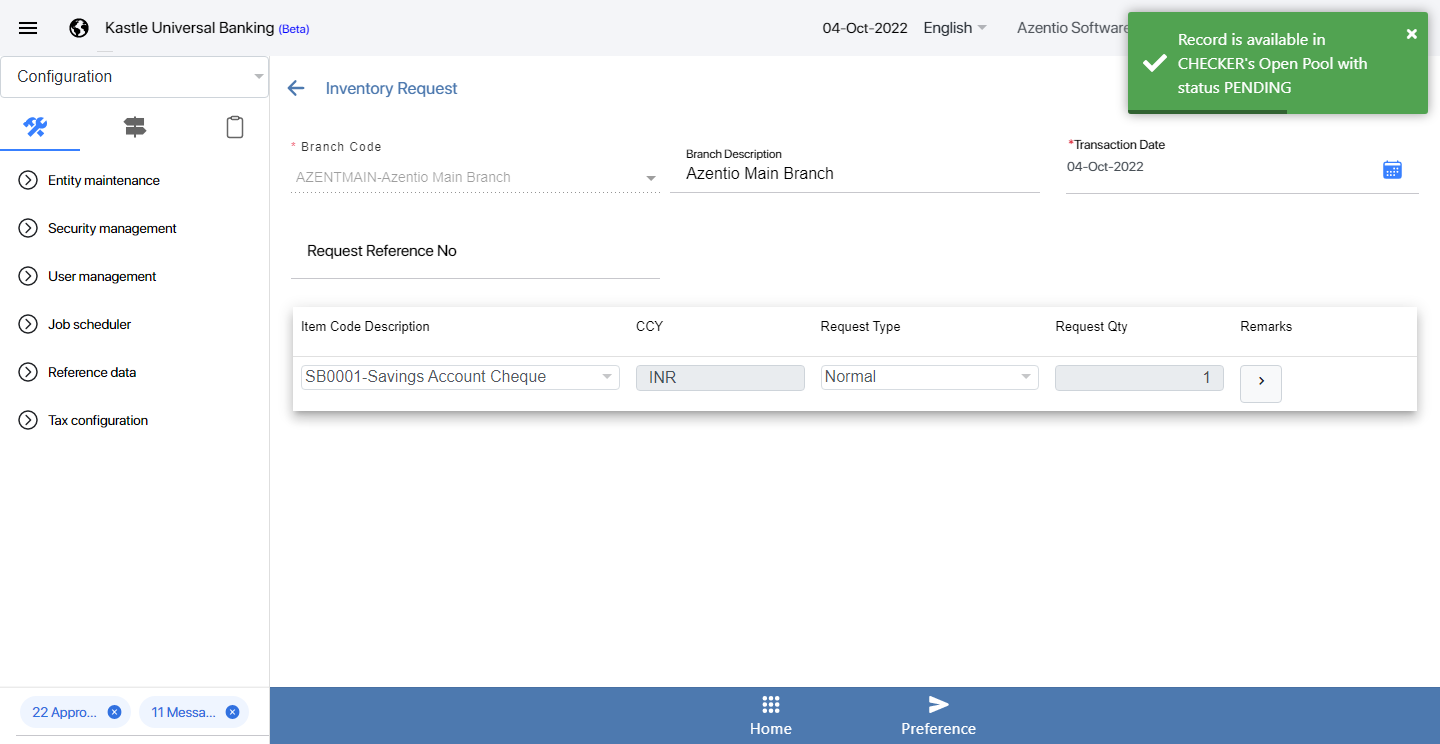 Kastle Universal Banking (Beta)
04-Oct-2022
English
Azentio Software
Record is available in
CHECKER's Open Pool with
status PENDING
Configuration
Inventory Request
* Branch Code
AZENTMAIN-Azentio Main Branch
Branch Description
Azentio Main Branch
*Transaction Date
04-Oct-2022
Entity maintenance
Security management
User management
Job scheduler
Reference data
Tax configuration
Request Reference No
Item Code Description
CCY
Request Type
Request Qty
Remarks
SB0001-Savings Account Cheque
INR
Normal
1
22 Appro...
11 Messa...
Home
Preference